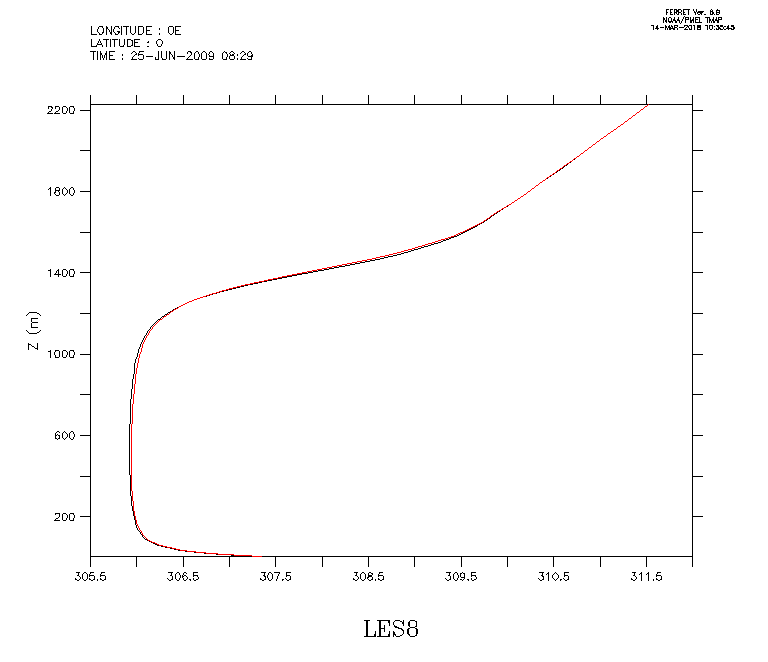 FERRET Ver. 6.9
NOAA/PMEL TMAP
14-MAR-2018 10:35:45
LONGITUDE : 0E
LATITUDE : 0
TIME : 25-JUN-2009 08:29
2200
1800
1400
Z (m)
1000
600
200
305.5 306.5 307.5 308.5 309.5 310.5 311.5
LES8